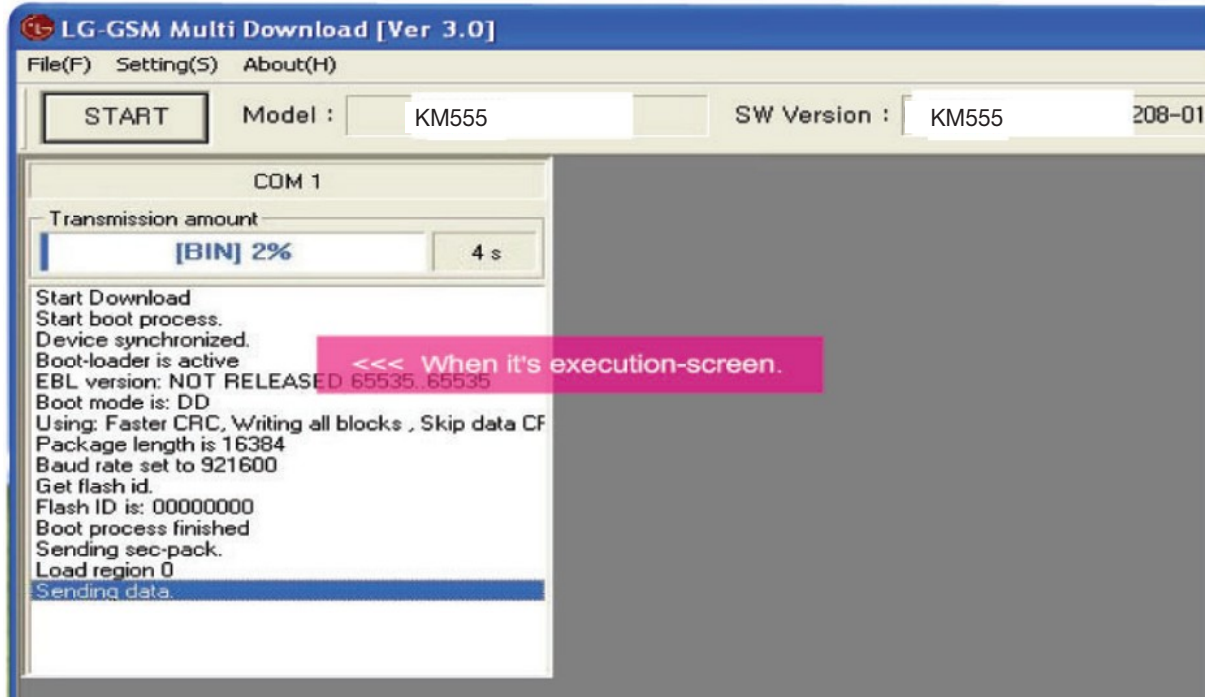 LG-GSM Multi Download [Ver 3.0]
File(F) Setting(S) About(H)
START Model : KM555 SW Version : KM555 208-01
COM 1
Transmission amount
[BIN] 2% 4 s
Start Download
Start boot process.
Device synchronized.
Boot-loader is active
<<< When it's execution-screen.
EBL version: NOT RELEASED 65535..65535
Boot mode is: DD
Using: Faster CRC, Writing all blocks , Skip data CF
Package length is 16384
Baud rate set to 921600
Get flash id.
Flash ID is: 00000000
Boot process finished
Sending sec-pack.
Load region 0
Sending data.